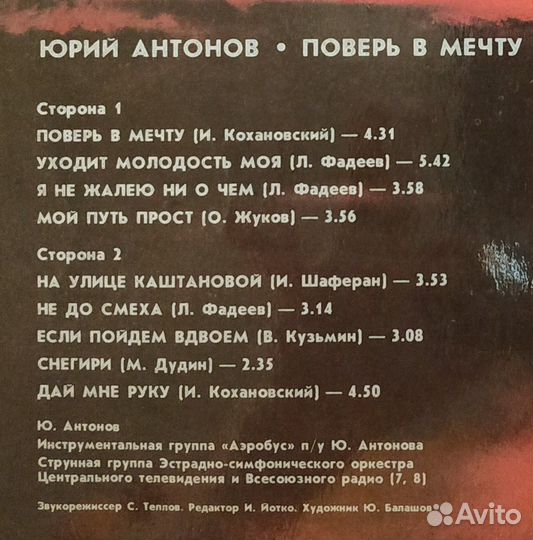 ЮРИЙ АНТОНОВ • ПОВЕРЬ В МЕЧТУ
Сторона 1
ПОВЕРЬ В МЕЧТУ (И. Кохановский) — 4.31
УХОДИТ МОЛОДОСТЬ МОЯ (Л. Фадеев) — 5.42
Я НЕ ЖАЛЕЮ НИ О ЧЕМ (Л. Фадеев) — 3.58
МОЙ ПУТЬ ПРОСТ (О. Жуков) — 3.56
Сторона 2
НА УЛИЦЕ КАШТАНОВОЙ (И. Шаферан) — 3.53
НЕ ДО СМЕХА (Л. Фадеев) — 3.14
ЕСЛИ ПОЙДЕМ ВДВОЕМ (В. Кузьмин) — 3.08
СНЕГИРИ (М. Дудин) — 2.35
ДАЙ МНЕ РУКУ (И. Кохановский) — 4.50
Ю. Антонов
Инструментальная группа «Аэробус» п/у Ю. Антонова
Струнная группа Эстрадно-симфонического оркестра
Центрального телевидения и Всесоюзного радио (7, 8)
Звукорежиссер С. Теплов. Редактор И. Йотко. Художник Ю. Балашов
Avito